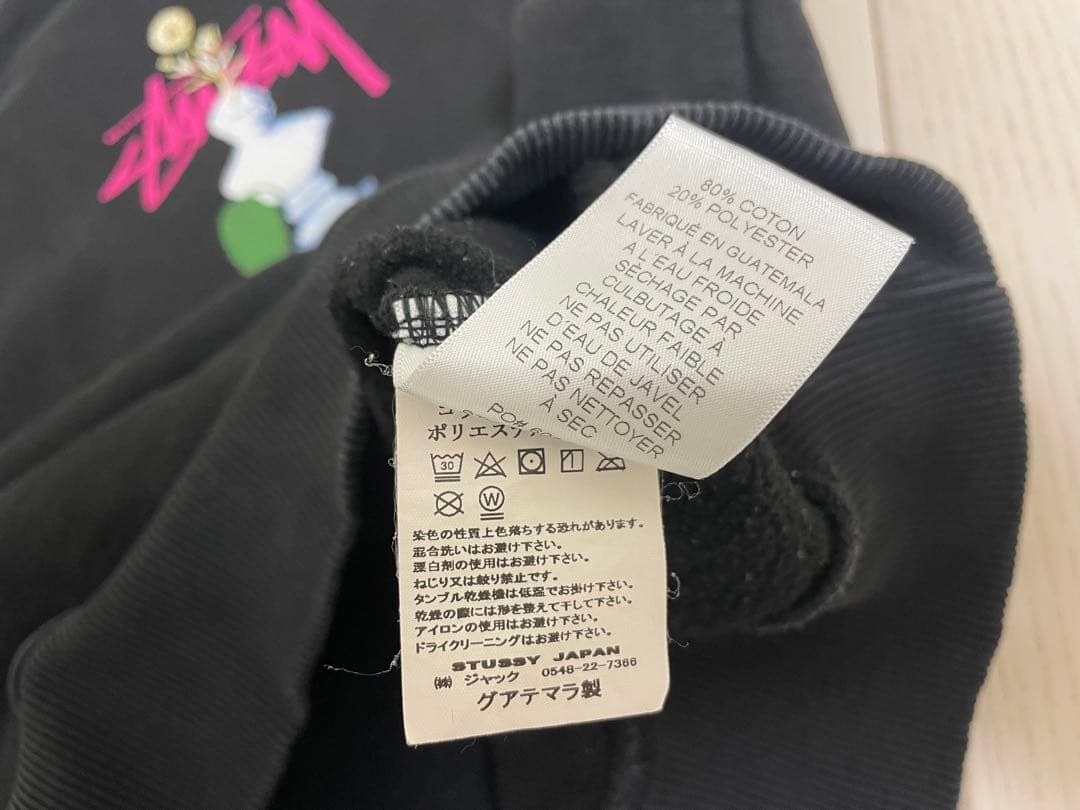 80% COTON
20% POLYESTER
FABRIQUÉ EN GUATEMALA
LAVER À LA MACHINE
A L'EAU FROIDE
SÈCHAGE PAR
CULBUTAGE À
CHALEUR FAIBLE
NE PAS UTILISER
D'EAU DE JAVEL
NE PAS REPASSER
NE PAS NETTOYER
À SEC
PO#
ポリエステ
30
W
染色の性質上色落ちする恐れがあります。
混合洗いはお避け下さい。
漂白剤の使用はお避け下さい。
ねじり又は絞り禁止です。
タンブル乾燥機は低温でお掛け下さい。
乾燥の際には形を整えて干して下さい。
アイロンの使用はお避け下さい。
ドライクリーニングはお避け下さい。
STUSSY JAPAN
㈱ ジャック 0548-22-7366
グアテマラ製